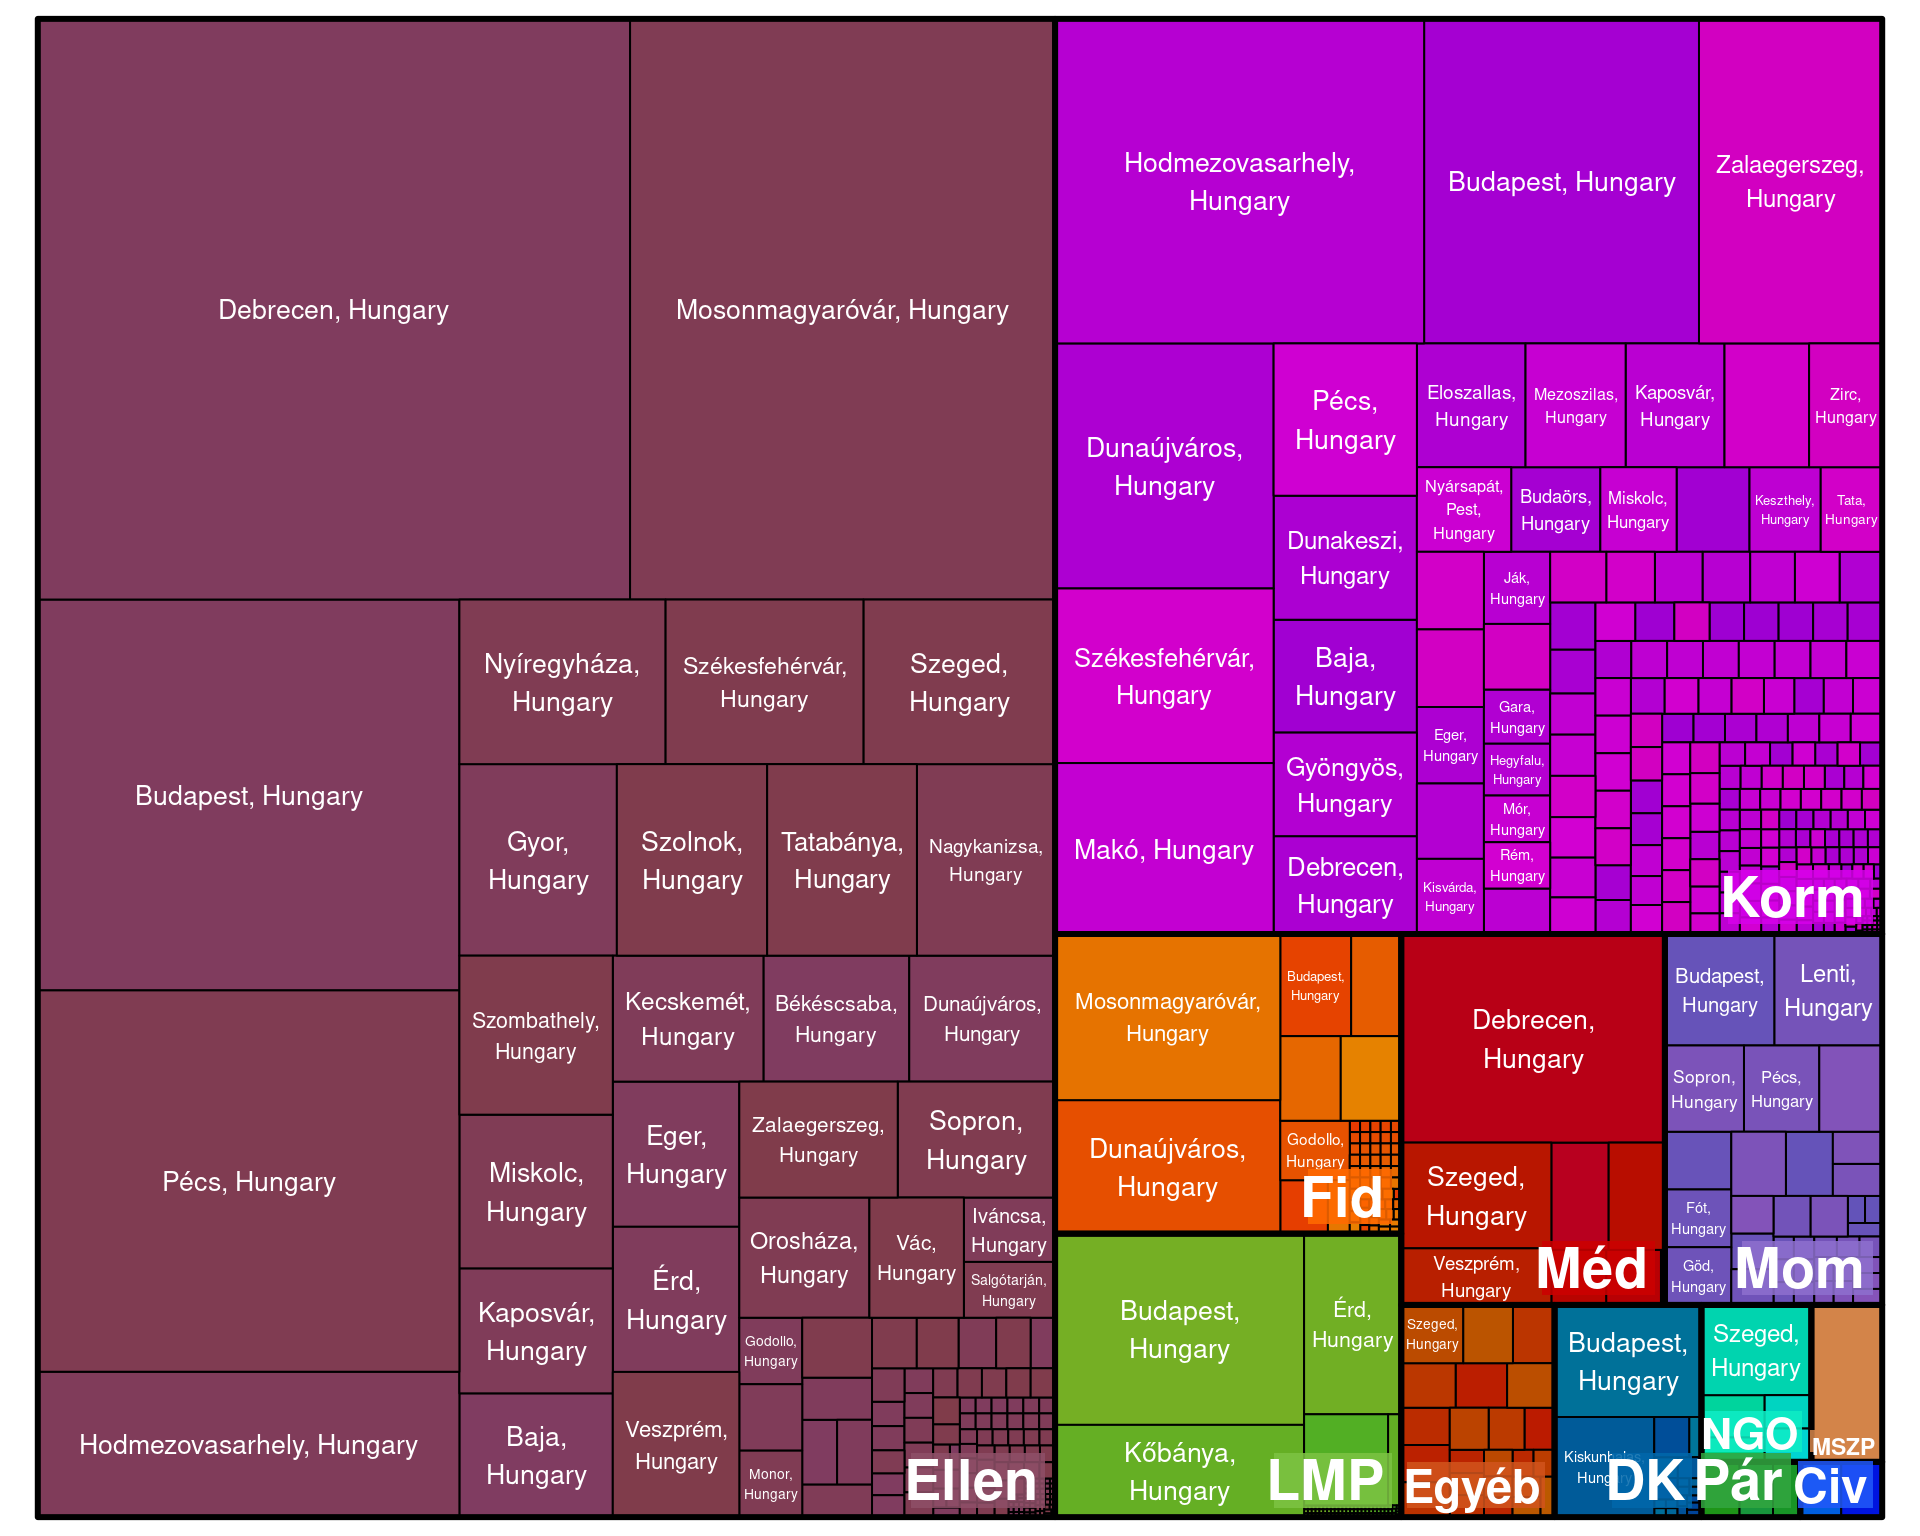 Debrecen, Hungary
Mosonmagyaróvár, Hungary
Budapest, Hungary
Pécs, Hungary
Hodmezovasarhely, Hungary
Nyíregyháza,
Hungary
Székesfehérvár,
Hungary
Szeged,
Hungary
Gyor,
Hungary
Szolnok,
Hungary
Tatabánya,
Hungary
Nagykanizsa,
Hungary
Szombathely,
Hungary
Kecskemét,
Hungary
Békéscsaba,
Hungary
Dunaújváros,
Hungary
Miskolc,
Hungary
Kaposvár,
Hungary
Baja,
Hungary
Eger,
Hungary
Érd,
Hungary
Veszprém,
Hungary
Zalaegerszeg,
Hungary
Sopron,
Hungary
Orosháza,
Hungary
Vác,
Hungary
Iváncsa,
Hungary
Salgótarján,
Hungary
Godollo,
Hungary
Monor,
Hungary
Ellen
Hodmezovasarhely,
Hungary
Budapest, Hungary
Zalaegerszeg,
Hungary
Dunaújváros,
Hungary
Székesfehérvár,
Hungary
Makó, Hungary
Pécs,
Hungary
Dunakeszi,
Hungary
Baja,
Hungary
Gyöngyös,
Hungary
Debrecen,
Hungary
Eloszallas,
Hungary
Mezoszilas,
Hungary
Kaposvár,
Hungary
Zirc,
Hungary
Nyársapát,
Pest,
Hungary
Budaörs,
Hungary
Miskolc,
Hungary
Keszthely,
Hungary
Tata,
Hungary
Ják,
Hungary
Gara,
Hungary
Eger,
Hungary
Hegyfalu,
Hungary
Mór,
Hungary
Rém,
Hungary
Kisvárda,
Hungary
Korm
Mosonmagyaróvár,
Hungary
Dunaújváros,
Hungary
Budapest,
Hungary
Godollo,
Hungary
Fid
Budapest,
Hungary
Érd,
Hungary
Kőbánya,
Hungary
LMP
Debrecen,
Hungary
Szeged,
Hungary
Veszprém,
Hungary
Méd
Budapest,
Hungary
Lenti,
Hungary
Sopron,
Hungary
Pécs,
Hungary
Fót,
Hungary
Göd,
Hungary
Mom
Szeged,
Hungary
Egyéb
Budapest,
Hungary
DK
Szeged,
Hungary
NGO
MSZP
Pár
Civ